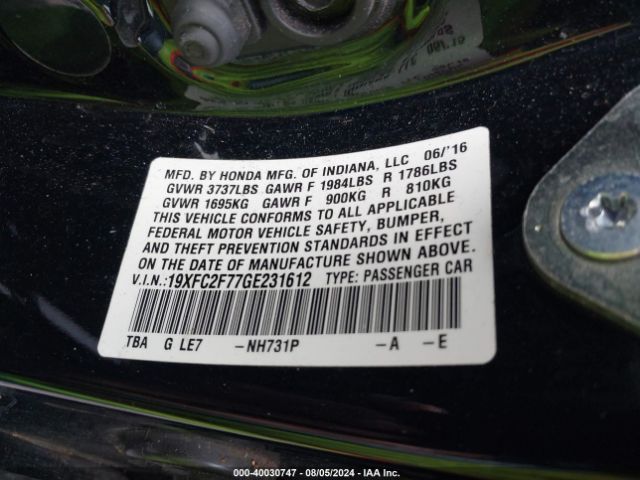 MFD. BY HONDA MFG. OF INDIANA, LLC 06/'16
GVWR 3737LBS GAWR F 1984LBS R 1786LBS
GVWR 1695KG GAWR F 900KG R 810KG
THIS VEHICLE CONFORMS TO ALL APPLICABLE
FEDERAL MOTOR VEHICLE SAFETY, BUMPER,
AND THEFT PREVENTION STANDARDS IN EFFECT
ON THE DATE OF MANUFACTURE SHOWN ABOVE.
V.I.N.:19XFC2F77GE231612 TYPE: PASSENGER CAR
TBA G LE7 -NH731P -A -E
000-40030747 - 08/05/2024 - IAA Inc.